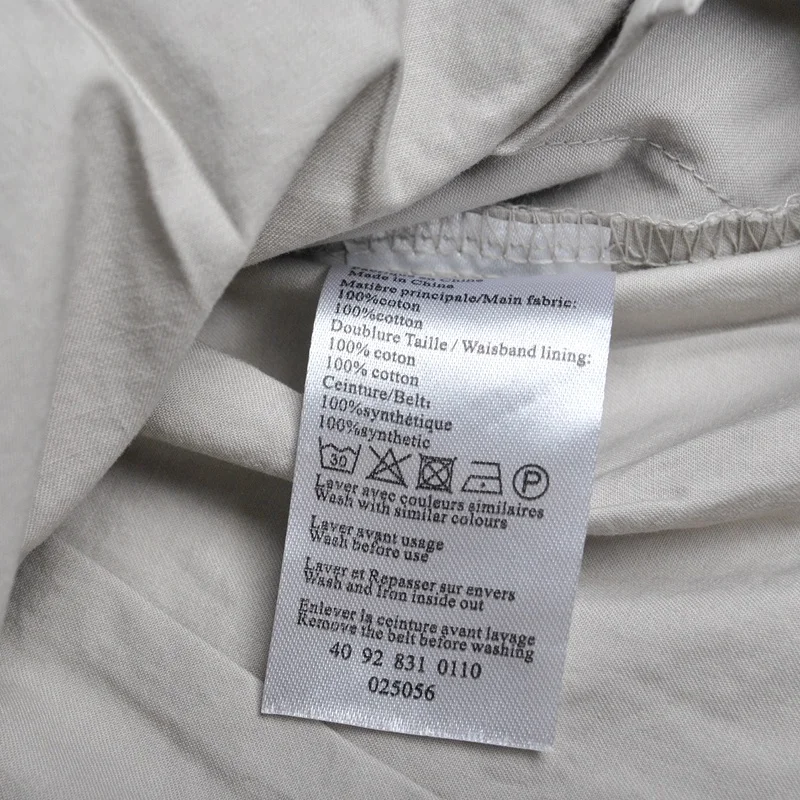 Fabriqué en Chine
Made in China
Matière principale/Main fabric:
100%coton
100%cotton
Doublure Taille / Waisband lining:
100% coton
100% cotton
Ceinture/Belt:
100%synthétique
100%synthetic
30 P
Laver avec couleurs similaires
Wash with similar colours
Laver avant usage
Wash before use
Laver et Repasser sur envers
Wash and Iron inside out
Enlever la ceinture avant lavage
Remove the belt before washing
40 92 831 0110
025056